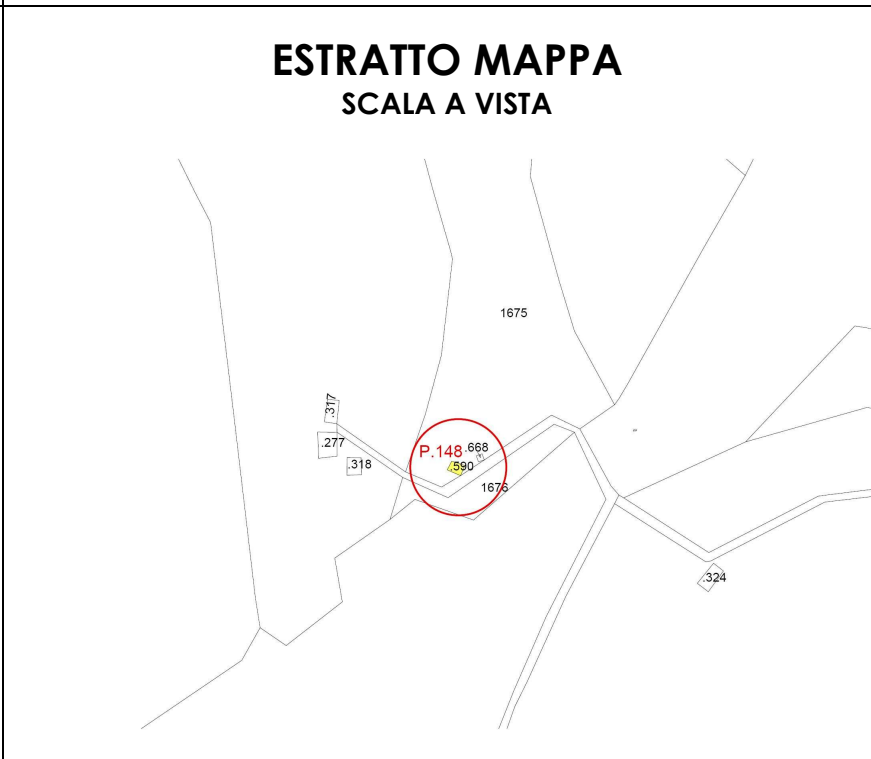 ESTRATTO MAPPA
SCALA A VISTA
1675
.317
.277
.318
P.148
.668
.590
1676
.324